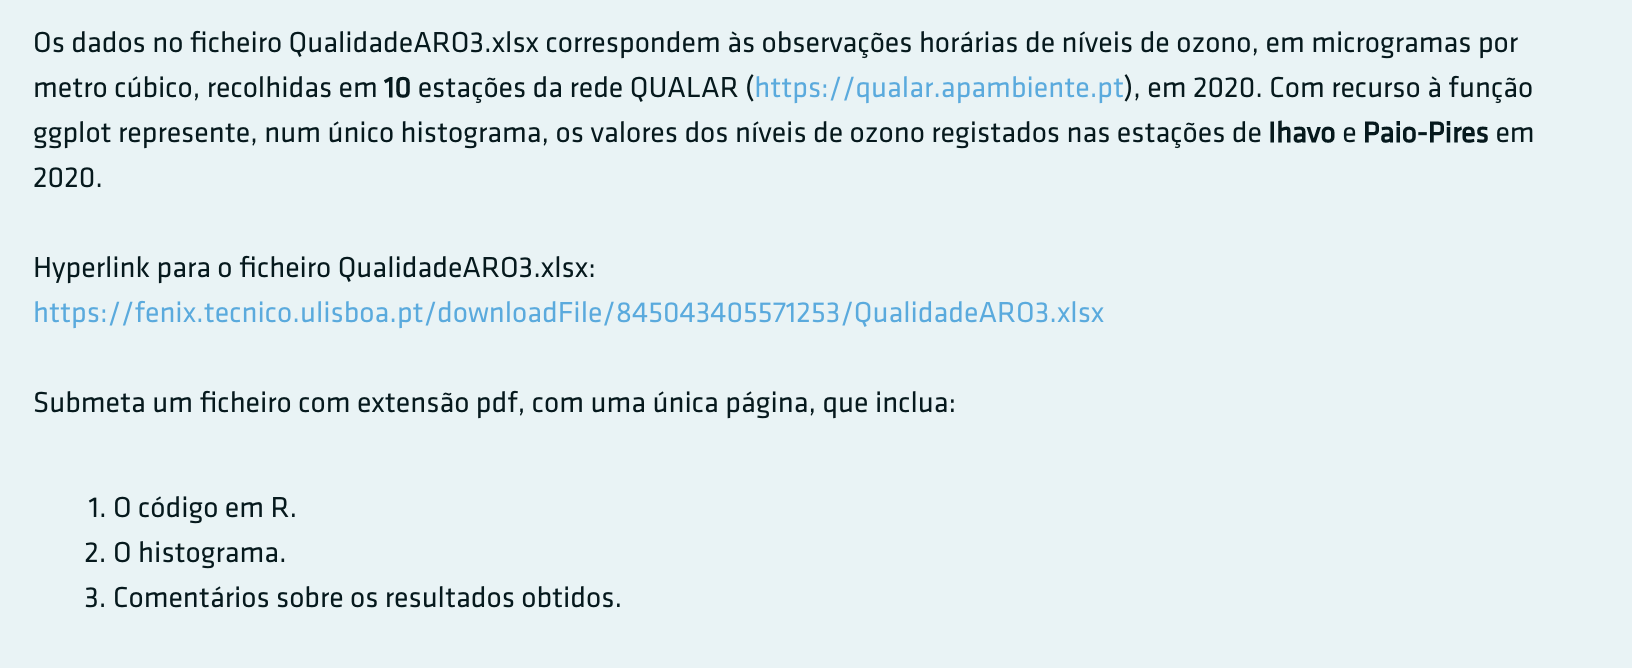 Os dados no ficheiro QualidadeARO3.xlsx correspondem às observações horárias de níveis de ozono, em microgramas por
metro cúbico, recolhidas em 10 estações da rede QUALAR (https://qualar.apambiente.pt), em 2020. Com recurso à função
ggplot represente, num único histograma, os valores dos níveis de ozono registados nas estações de Ihavo e Paio-Pires em
2020.
Hyperlink para o ficheiro QualidadeARO3.xlsx:
https://fenix.tecnico.ulisboa.pt/downloadFile/845043405571253/QualidadeARO3.xlsx
Submeta um ficheiro com extensão pdf, com uma única página, que inclua:
1. O código em R.
2. O histograma.
3. Comentários sobre os resultados obtidos.